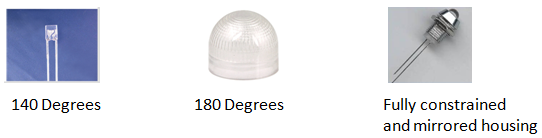 140 Degrees
180 Degrees
Fully constrained
and mirrored housing